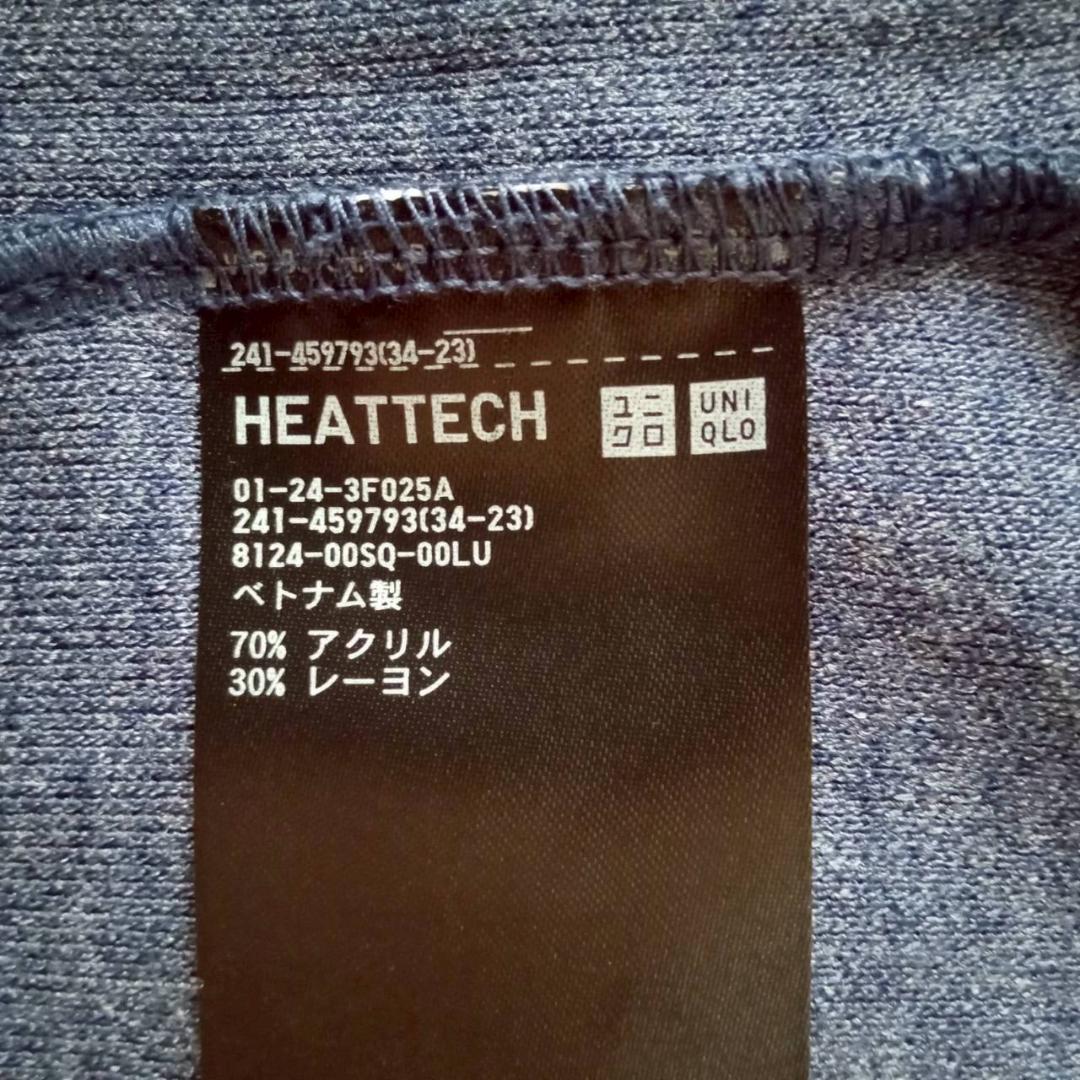 241-459793(34-23)
HEATTECH
ユニ
クロ
UNI
QLO
01-24-3F025A
241-459793(34-23)
8124-00SQ-00LU
ベトナム製
70% アクリル
30% レーヨン